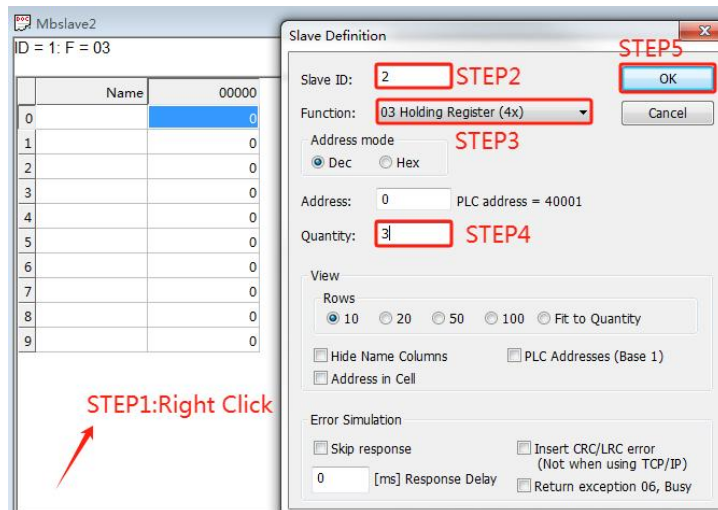 Mbslave2
ID = 1: F = 03
Name 00000
0 0
1 0
2 0
3 0
4 0
5 0
6 0
7 0
8 0
9 0
STEP1:Right Click
Slave Definition
STEP5
Slave ID: 2 STEP2 OK
Function: 03 Holding Register (4x) Cancel
Address mode STEP3
Dec Hex
Address: 0 PLC address = 40001
Quantity: 3 STEP4
View
Rows
10 20 50 100 Fit to Quantity
Hide Name Columns PLC Addresses (Base 1)
Address in Cell
Error Simulation
Skip response Insert CRC/LRC error
(Not when using TCP/IP)
0 [ms] Response Delay Return exception 06, Busy